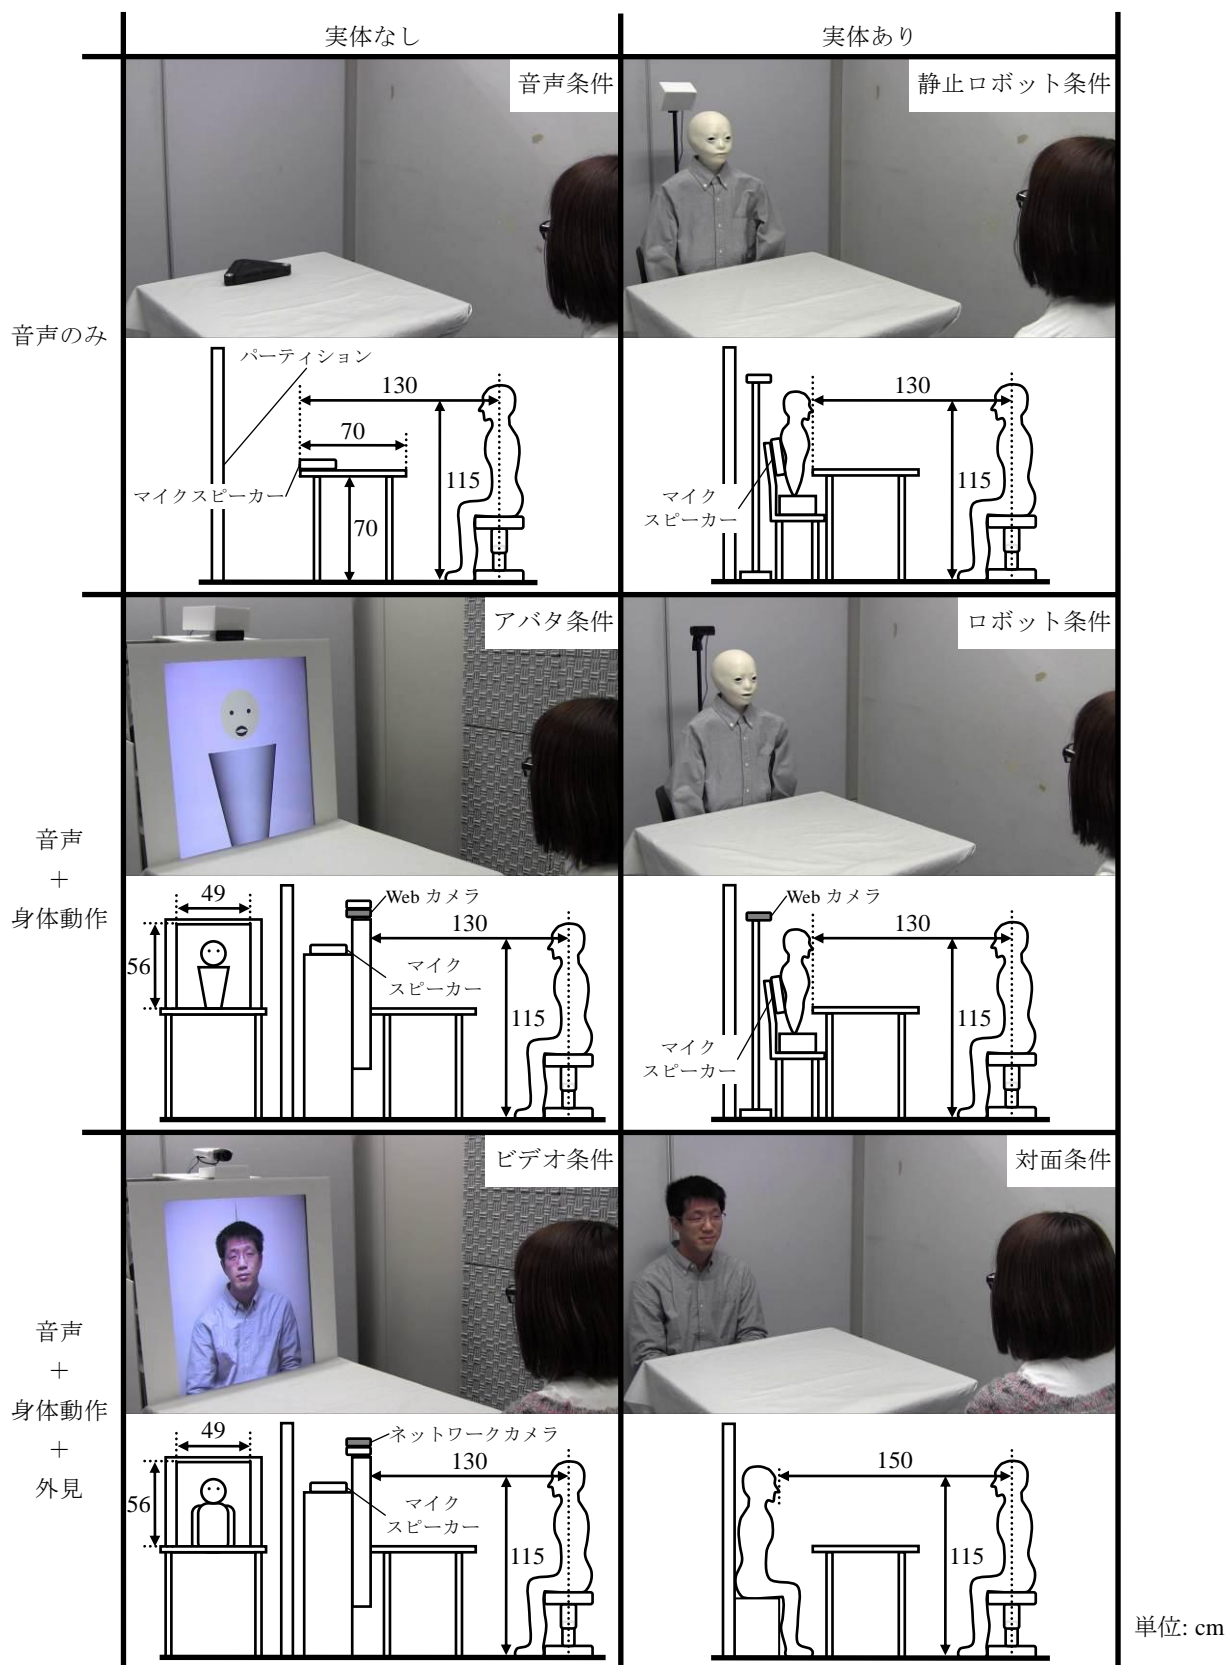 実体なし
実体あり
音声条件
静止ロボット条件
音声のみ
パーティション
130
70
115
マイクスピーカー
70
130
115
マイク
スピーカー
アバタ条件
ロボット条件
音声
+
身体動作
49
56
Web カメラ
130
マイク
スピーカー
115
Web カメラ
130
115
マイク
スピーカー
ビデオ条件
対面条件
音声
+
身体動作
+
外見
49
56
ネットワークカメラ
130
マイク
スピーカー
115
150
115
単位: cm